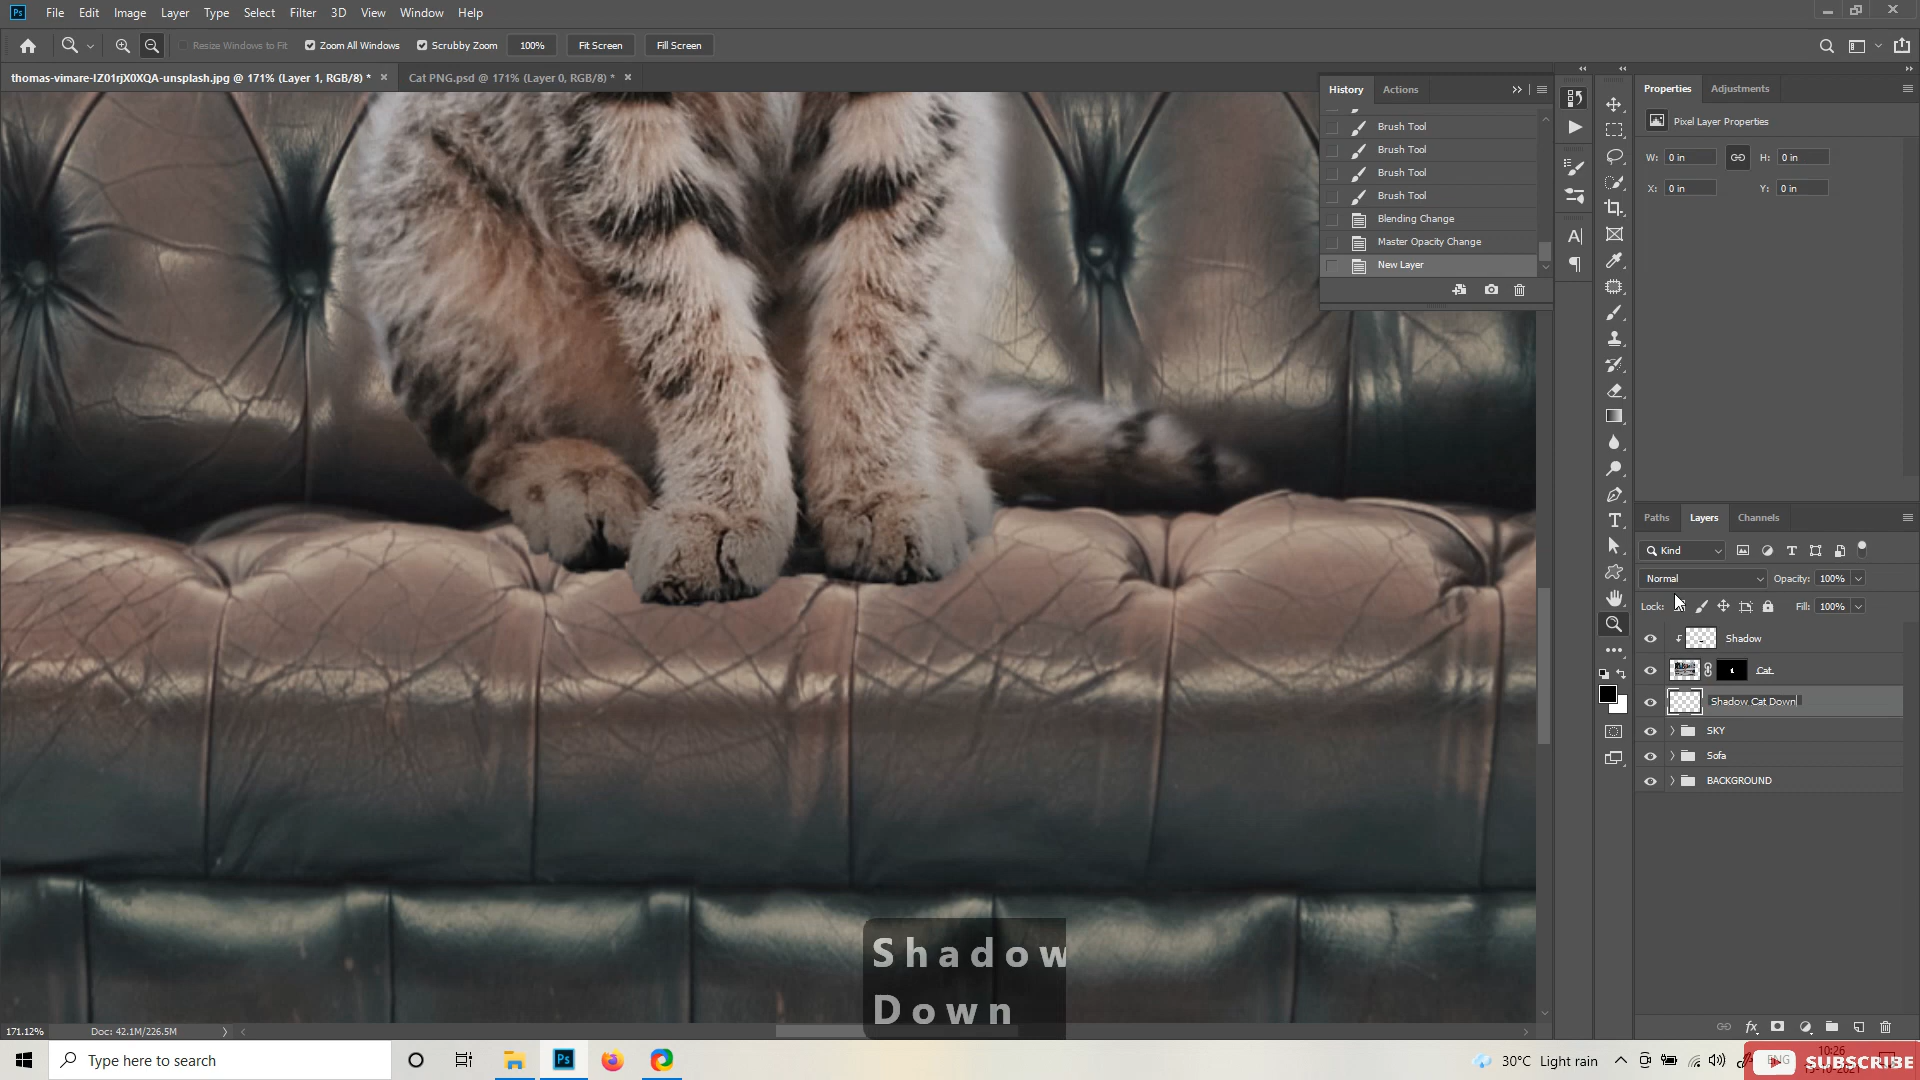 Ps File Edit Image Layer Type Select Filter 3D View Window Help
Resize Windows to Fit Zoom All Windows Scrubby Zoom 100% Fit Screen Fill Screen
thomas-vimare-IZ01rjX0XQA-unsplash.jpg @ 171% (Layer 1, RGB/8) * Cat PNG.psd @ 171% (Layer 0, RGB/8) *
History Actions
Brush Tool
Brush Tool
Brush Tool
Brush Tool
Blending Change
Master Opacity Change
New Layer
Properties Adjustments
Pixel Layer Properties
W: 0 in H: 0 in
X: 0 in Y: 0 in
Paths Layers Channels
Kind
Normal Opacity: 100%
Lock: Fill: 100%
Shadow
Cat
Shadow Cat Down
SKY
Sofa
BACKGROUND
Shadow
Down
171.12% Doc: 42.1M/226.5M
Type here to search
Ps
30°C Light rain
ENG
10:26
SUBSCRIBE